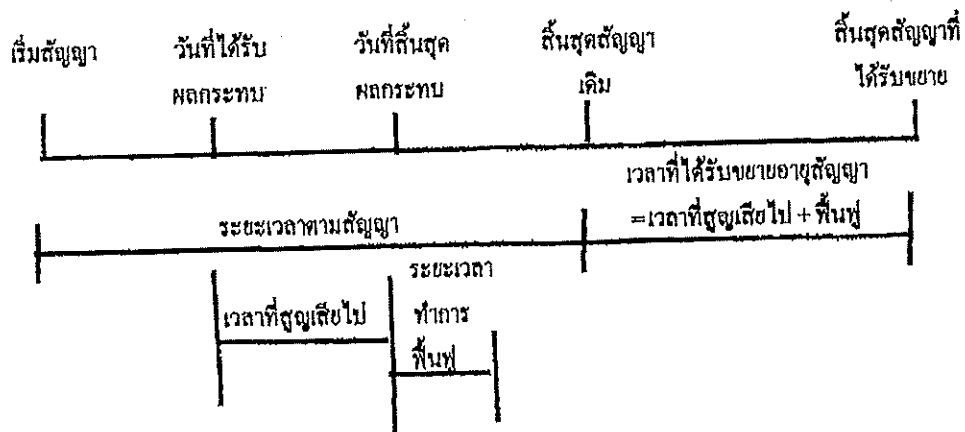 เริ่มสัญญา
วันที่ได้รับ
ผลกระทบ
วันที่สิ้นสุด
ผลกระทบ
สิ้นสุดสัญญา
เดิม
สิ้นสุดสัญญาที่
ได้รับขยาย
เวลาที่ได้รับขยายอายุสัญญา
=เวลาที่สูญเสียไป + ฟื้นฟู
ระยะเวลาตามสัญญา
เวลาที่สูญเสียไป
ระยะเวลา
ทำการ
ฟื้นฟู